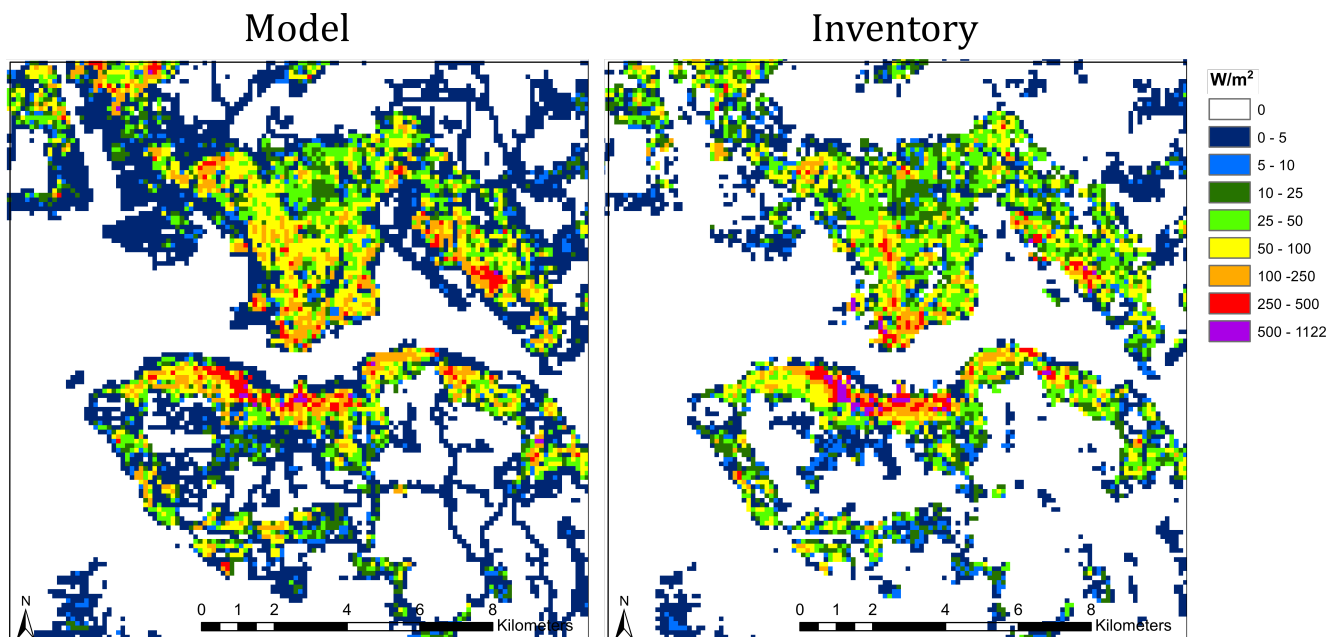 Model
Inventory
W/m²
0
0 - 5
5 - 10
10 - 25
25 - 50
50 - 100
100 -250
250 - 500
500 - 1122
N
0 1 2 4 6 8
Kilometers
N
0 1 2 4 6 8
Kilometers